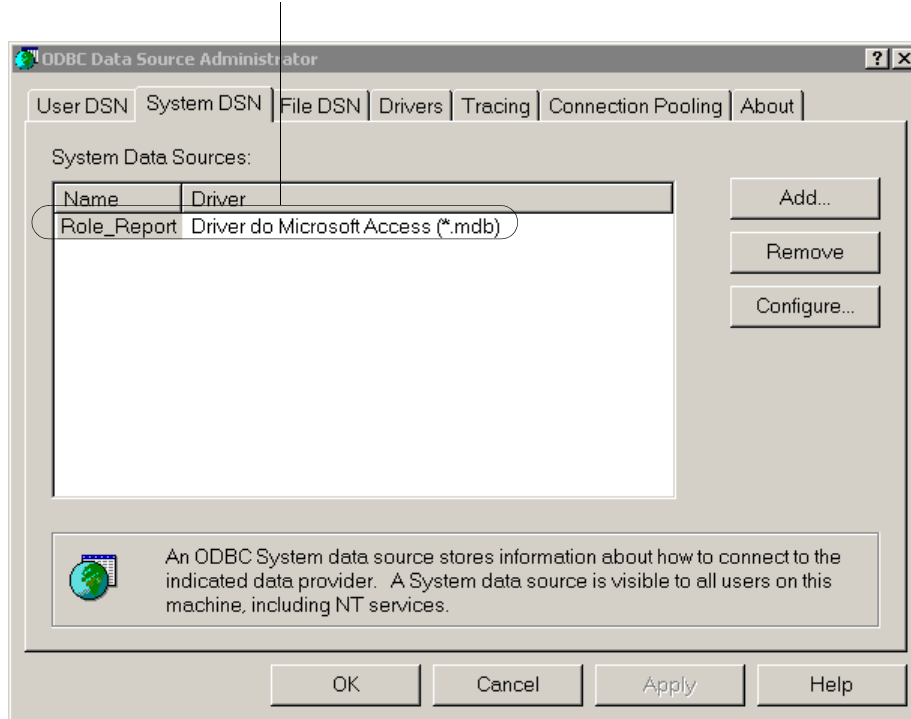 ODBC Data Source Administrator
User DSN System DSN File DSN Drivers Tracing Connection Pooling About
System Data Sources:
Name Driver
Role_Report Driver do Microsoft Access (*.mdb)
Add...
Remove
Configure...
An ODBC System data source stores information about how to connect to the
indicated data provider. A System data source is visible to all users on this
machine, including NT services.
OK Cancel Apply Help